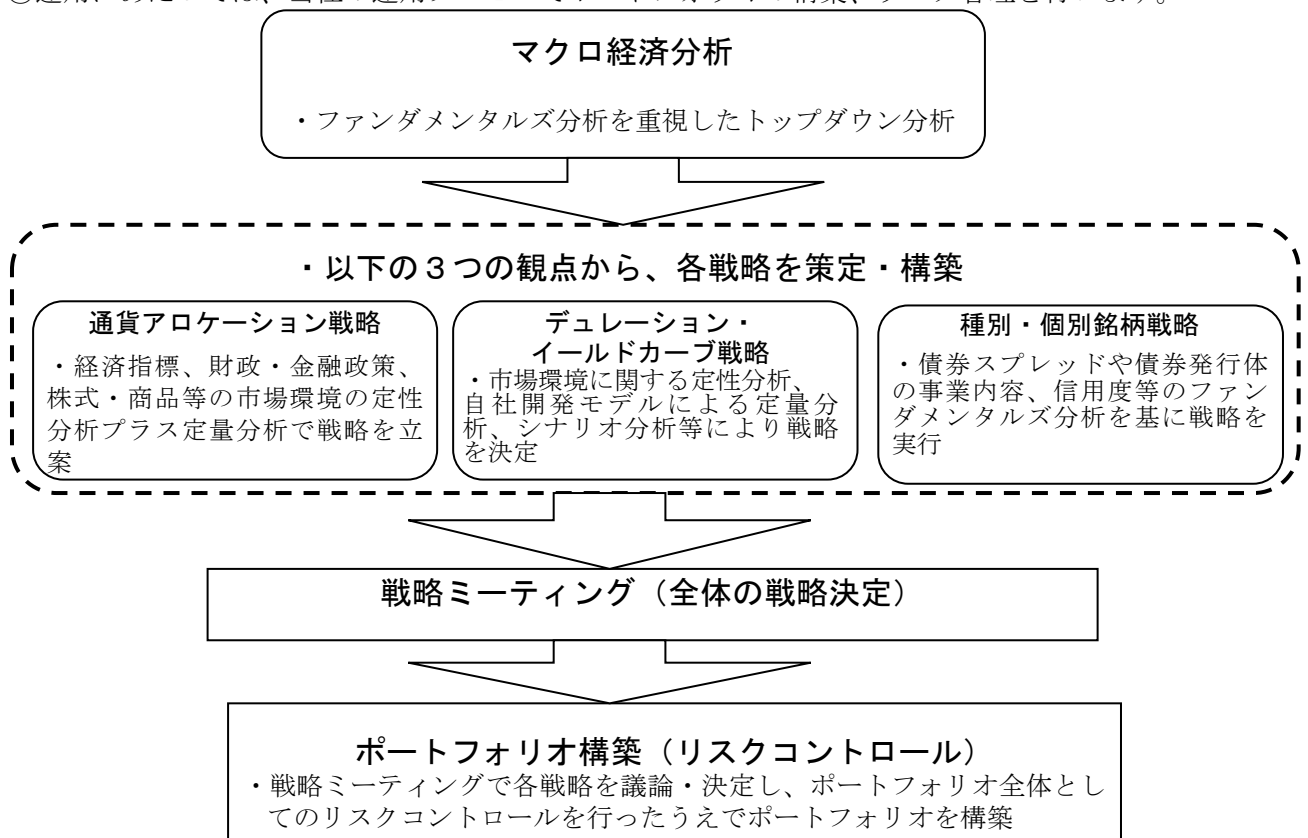 マクロ経済分析
・ファンダメンタルズ分析を重視したトップダウン分析
・以下の３つの観点から、各戦略を策定・構築
通貨アロケーション戦略
・経済指標、財政・金融政策、
株式・商品等の市場環境の定性
分析プラス定量分析で戦略を立
案
デュレーション・
イールドカーブ戦略
・市場環境に関する定性分析、
自社開発モデルによる定量分
析、シナリオ分析等により戦略
を決定
種別・個別銘柄戦略
・債券スプレッドや債券発行体
の事業内容、信用度等のファン
ダメンタルズ分析を基に戦略を
実行
戦略ミーティング（全体の戦略決定）
ポートフォリオ構築（リスクコントロール）
・戦略ミーティングで各戦略を議論・決定し、ポートフォリオ全体とし
てのリスクコントロールを行ったうえでポートフォリオを構築